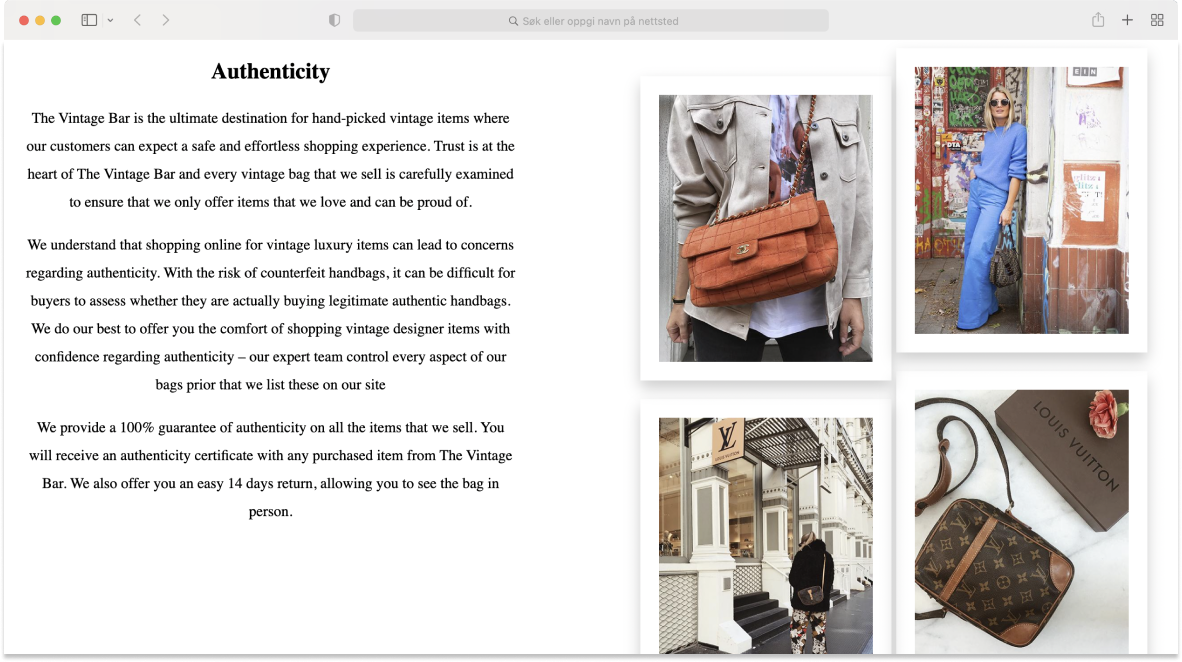 Søk eller oppgi navn på nettsted
Authenticity
The Vintage Bar is the ultimate destination for hand-picked vintage items where
our customers can expect a safe and effortless shopping experience. Trust is at the
heart of The Vintage Bar and every vintage bag that we sell is carefully examined
to ensure that we only offer items that we love and can be proud of.
We understand that shopping online for vintage luxury items can lead to concerns
regarding authenticity. With the risk of counterfeit handbags, it can be difficult for
buyers to assess whether they are actually buying legitimate authentic handbags.
We do our best to offer you the comfort of shopping vintage designer items with
confidence regarding authenticity – our expert team control every aspect of our
bags prior that we list these on our site
We provide a 100% guarantee of authenticity on all the items that we sell. You
will receive an authenticity certificate with any purchased item from The Vintage
Bar. We also offer you an easy 14 days return, allowing you to see the bag in
person.
EIN
DTA
LV
LOUIS VUITTON
LOUIS VUITTON